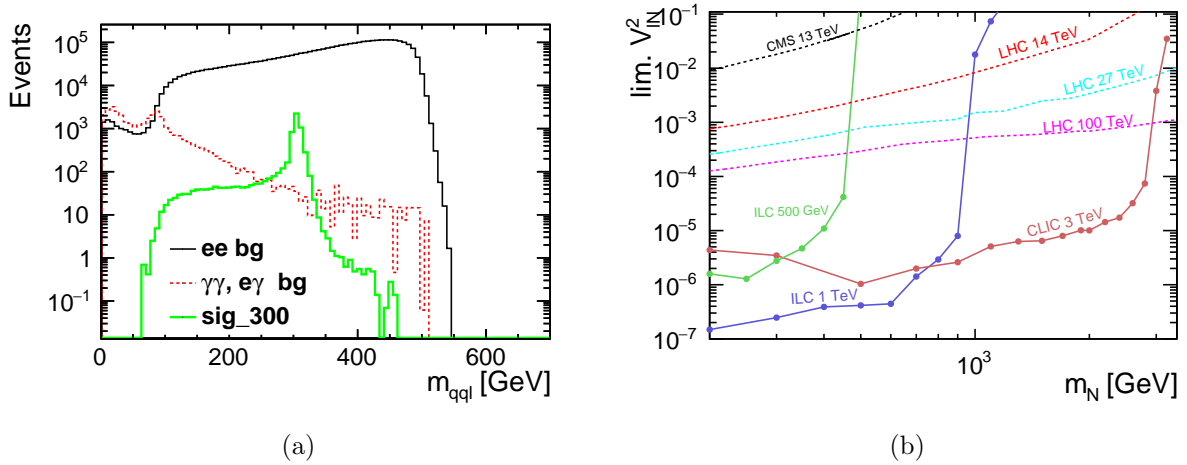 Events
10^5
10^4
10^3
10^2
10
1
10^-1
ee bg
γγ, eγ bg
sig_300
0 200 400 600
m_qql [GeV]
(a)
lim. V^2_lN
10^-1
10^-2
10^-3
10^-4
10^-5
10^-6
10^-7
CMS 13 TeV
LHC 14 TeV
LHC 27 TeV
LHC 100 TeV
ILC 500 GeV
CLIC 3 TeV
ILC 1 TeV
10^3
m_N [GeV]
(b)